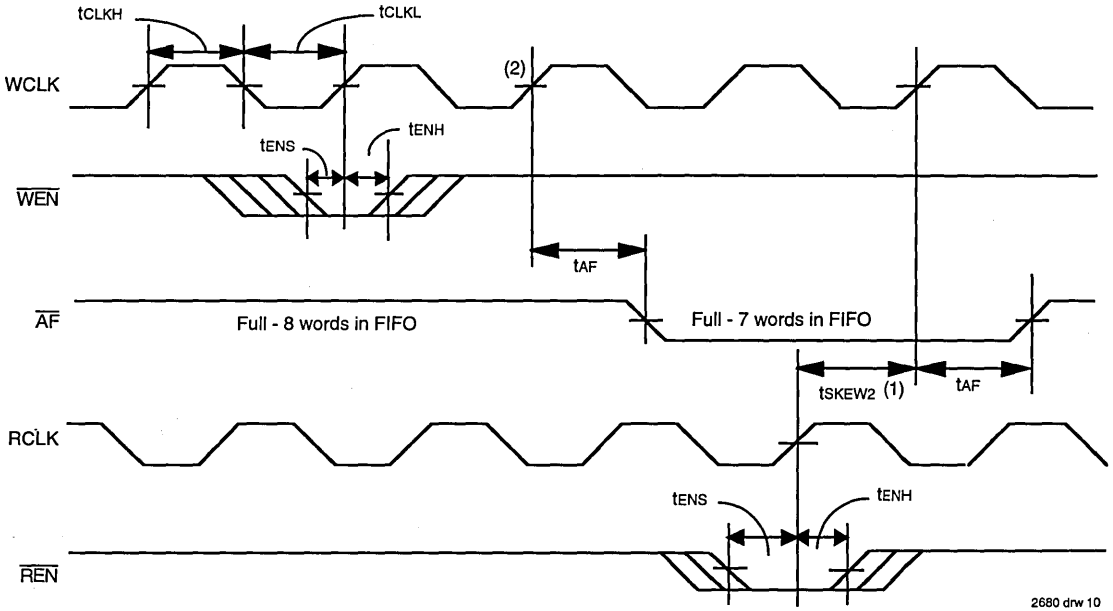 tCLKH
tCLKL
WCLK
(2)
tENS
tENH
WEN
tAF
AF
Full - 8 words in FIFO
Full - 7 words in FIFO
tSKEW2 (1)
tAF
RCLK
tENS
tENH
REN
2680 drw 10